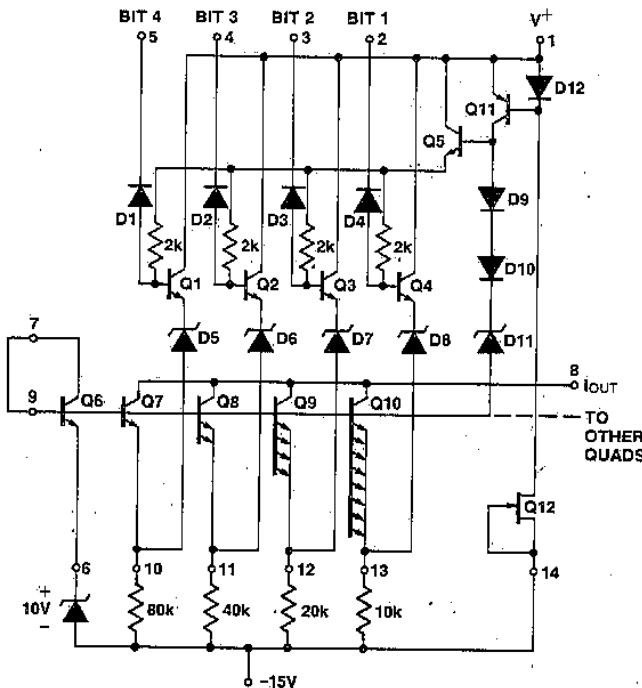 BIT 4 BIT 3 BIT 2 BIT 1 V+
5 4 3 2 1
D12
Q11
Q5
D1 D2 D3 D4 D9
2k 2k 2k 2k
Q1 Q2 Q3 Q4 D10
7 D5 D6 D7 D8 D11
8
IOUT
9 Q6 Q7 Q8 Q9 Q10
TO
OTHER
QUADS
Q12
6 10 11 12 13 14
+
10V
–
80k 40k 20k 10k
–15V